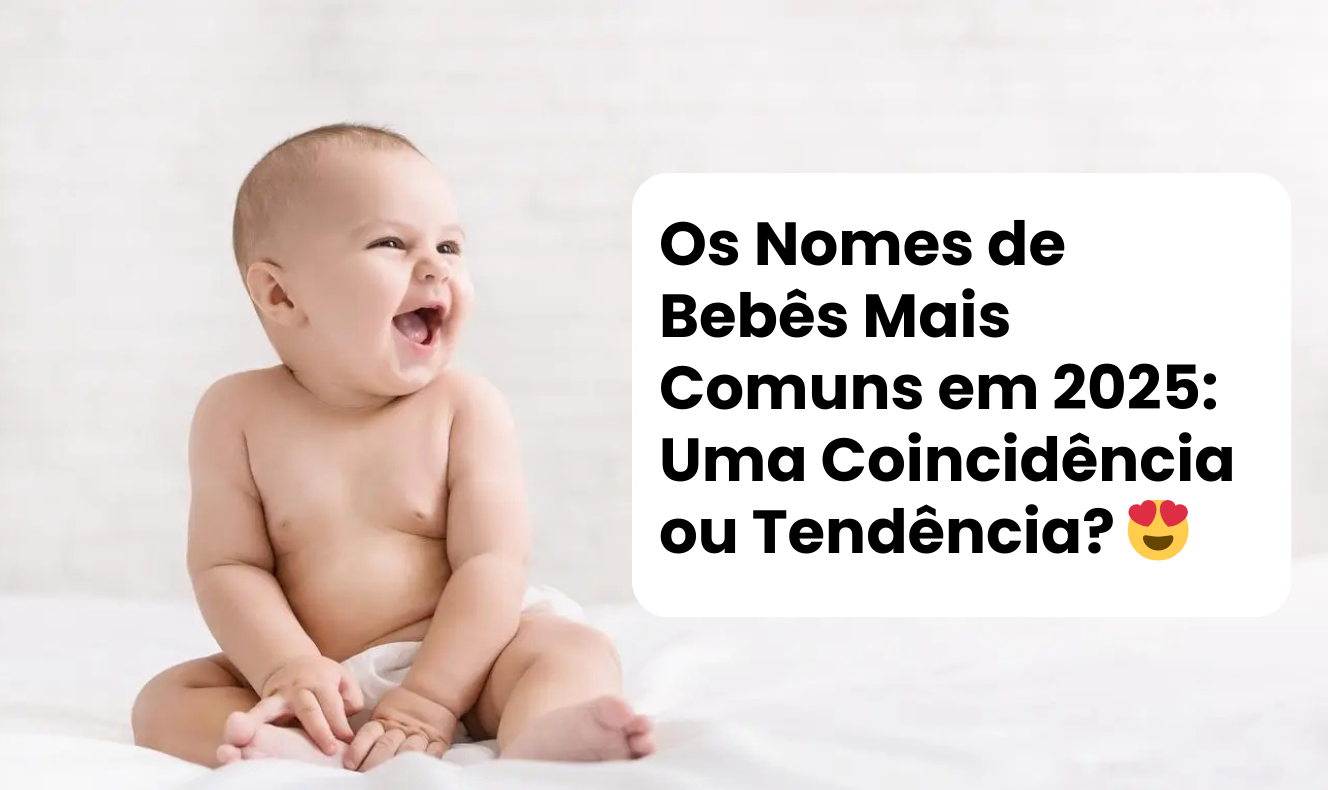 Os Nomes de
Bebês Mais
Comuns em 2025:
Uma Coincidência
ou Tendência? 😍